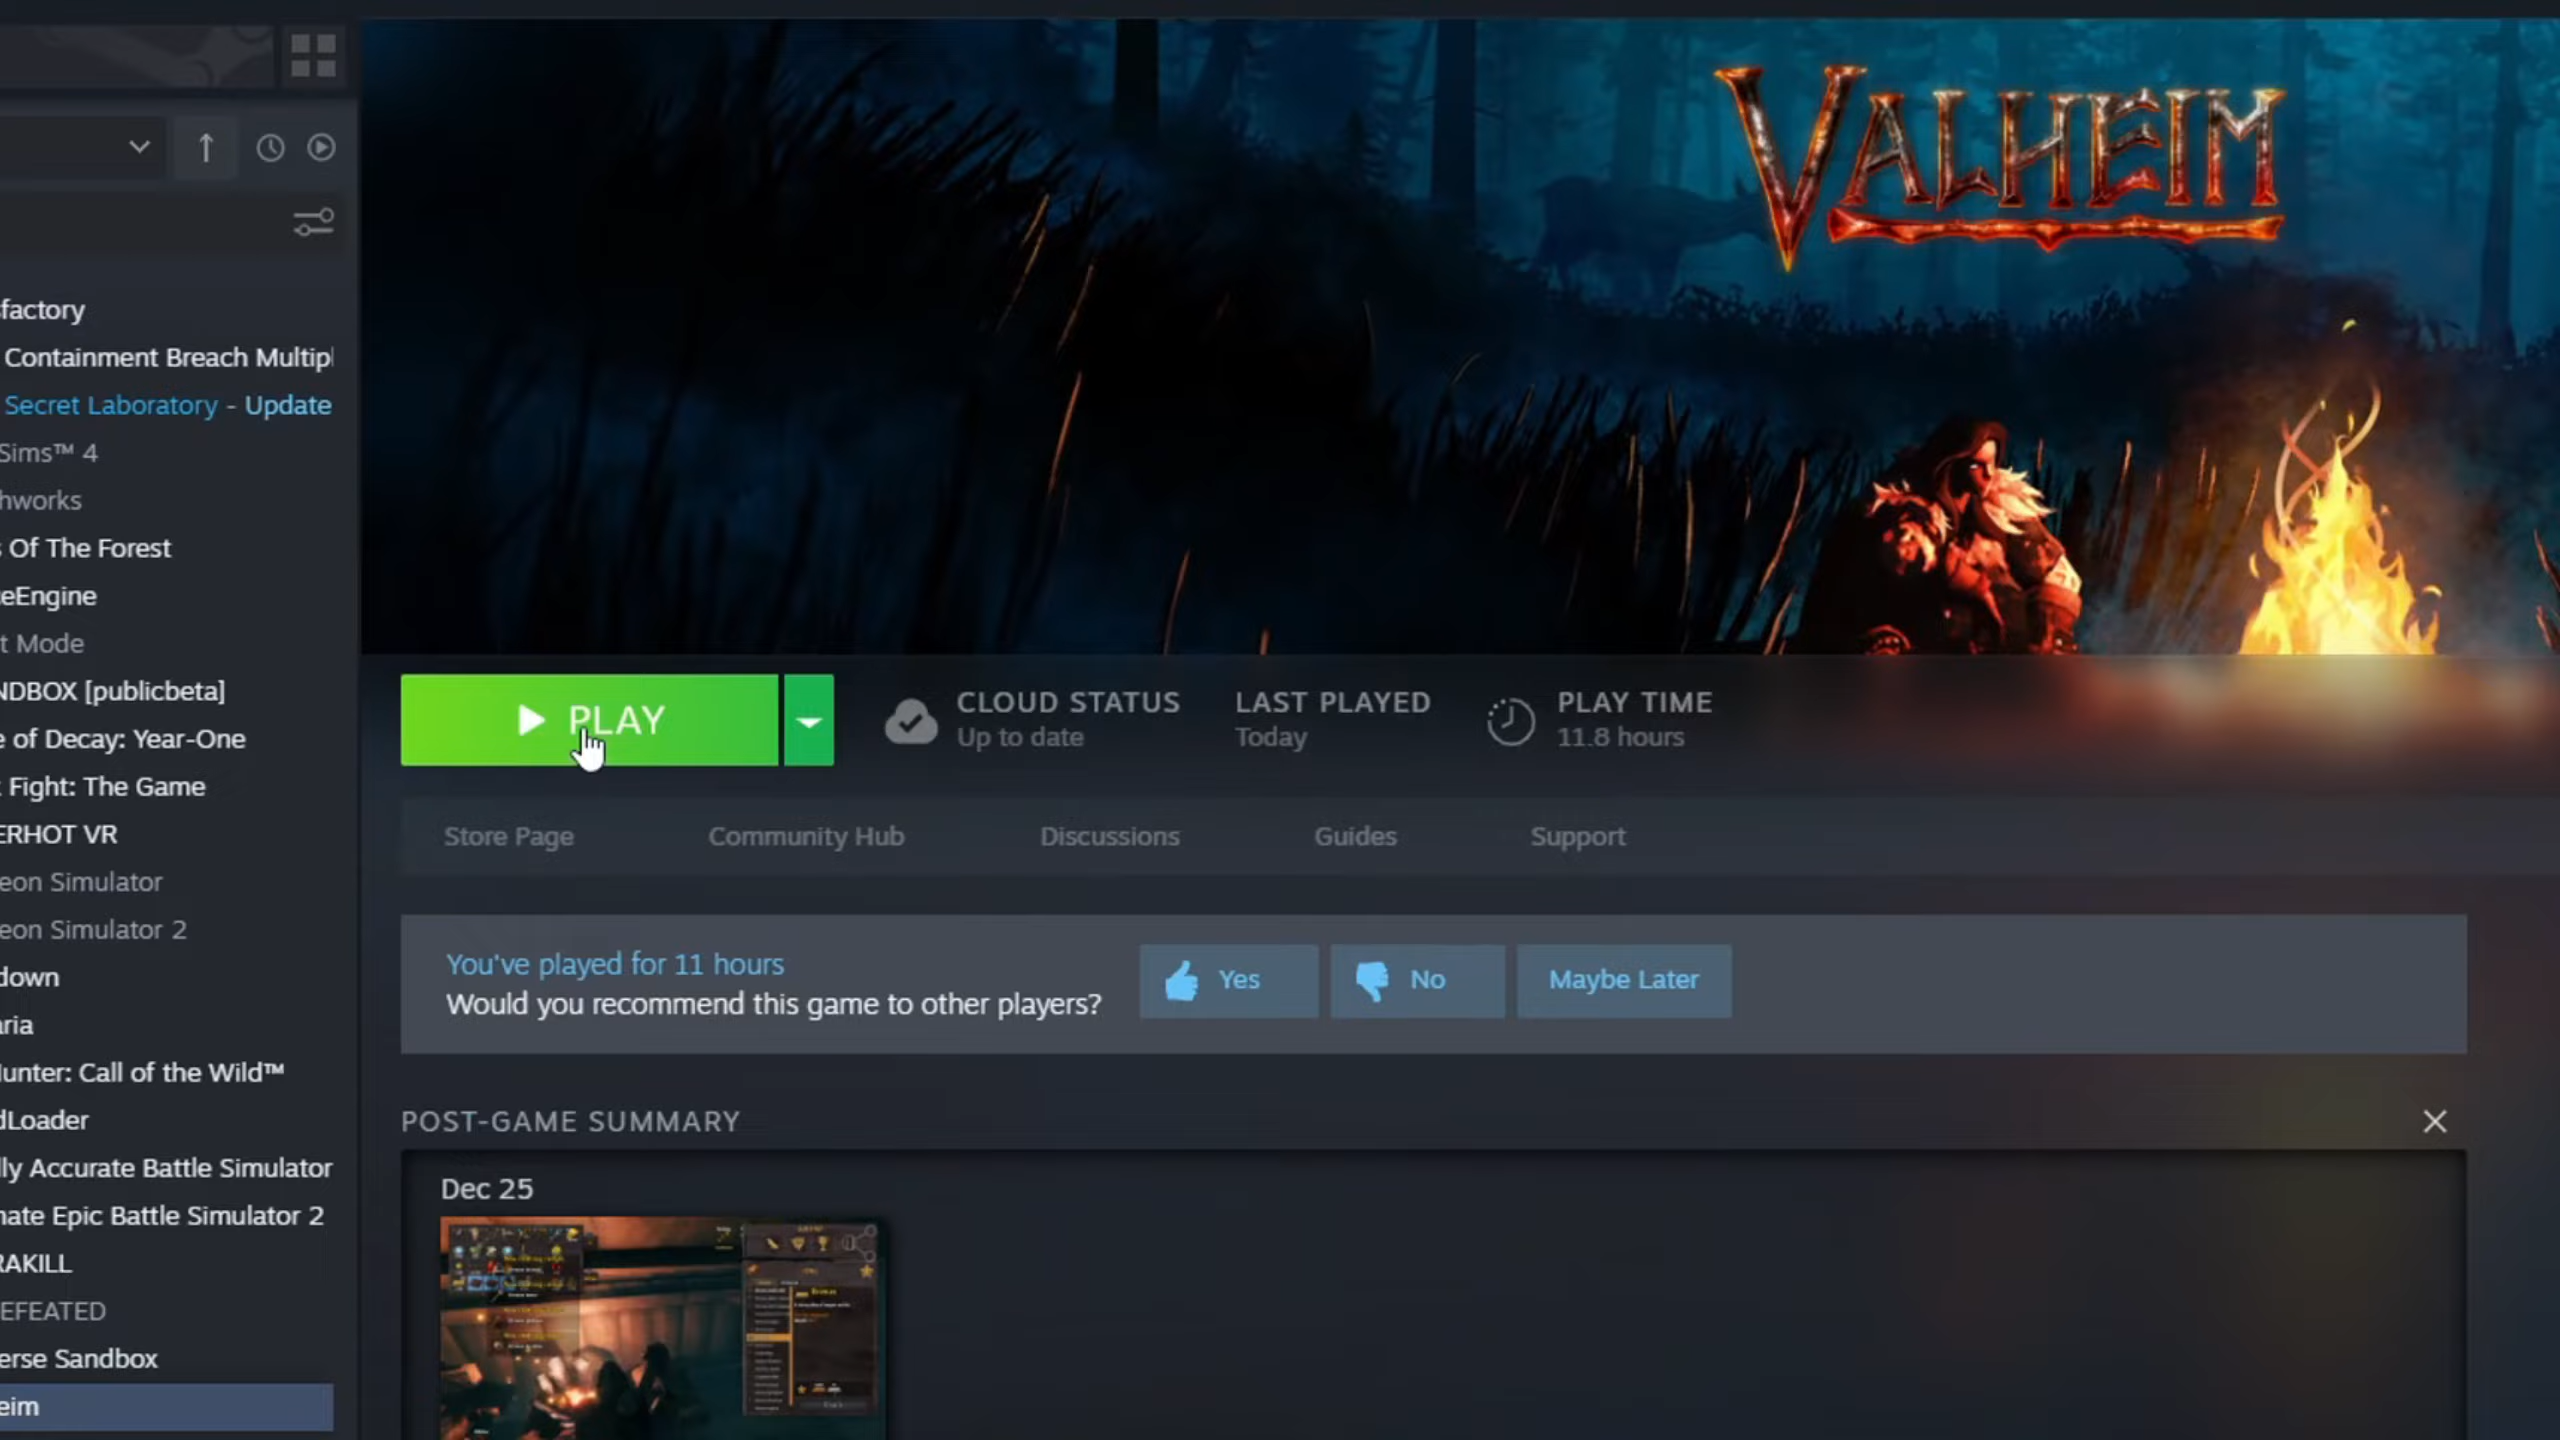 VALHEIM
factory
Containment Breach Multipl
Secret Laboratory - Update
Sims™ 4
hworks
s Of The Forest
eEngine
t Mode
NDBOX [publicbeta]
e of Decay: Year-One
Fight: The Game
ERHOT VR
eon Simulator
eon Simulator 2
down
aria
Hunter: Call of the Wild™
dLoader
lly Accurate Battle Simulator
mate Epic Battle Simulator 2
RAKILL
EFEATED
erse Sandbox
eim
PLAY
CLOUD STATUS
Up to date
LAST PLAYED
Today
PLAY TIME
11.8 hours
Store Page
Community Hub
Discussions
Guides
Support
You've played for 11 hours
Would you recommend this game to other players?
Yes
No
Maybe Later
POST-GAME SUMMARY
Dec 25